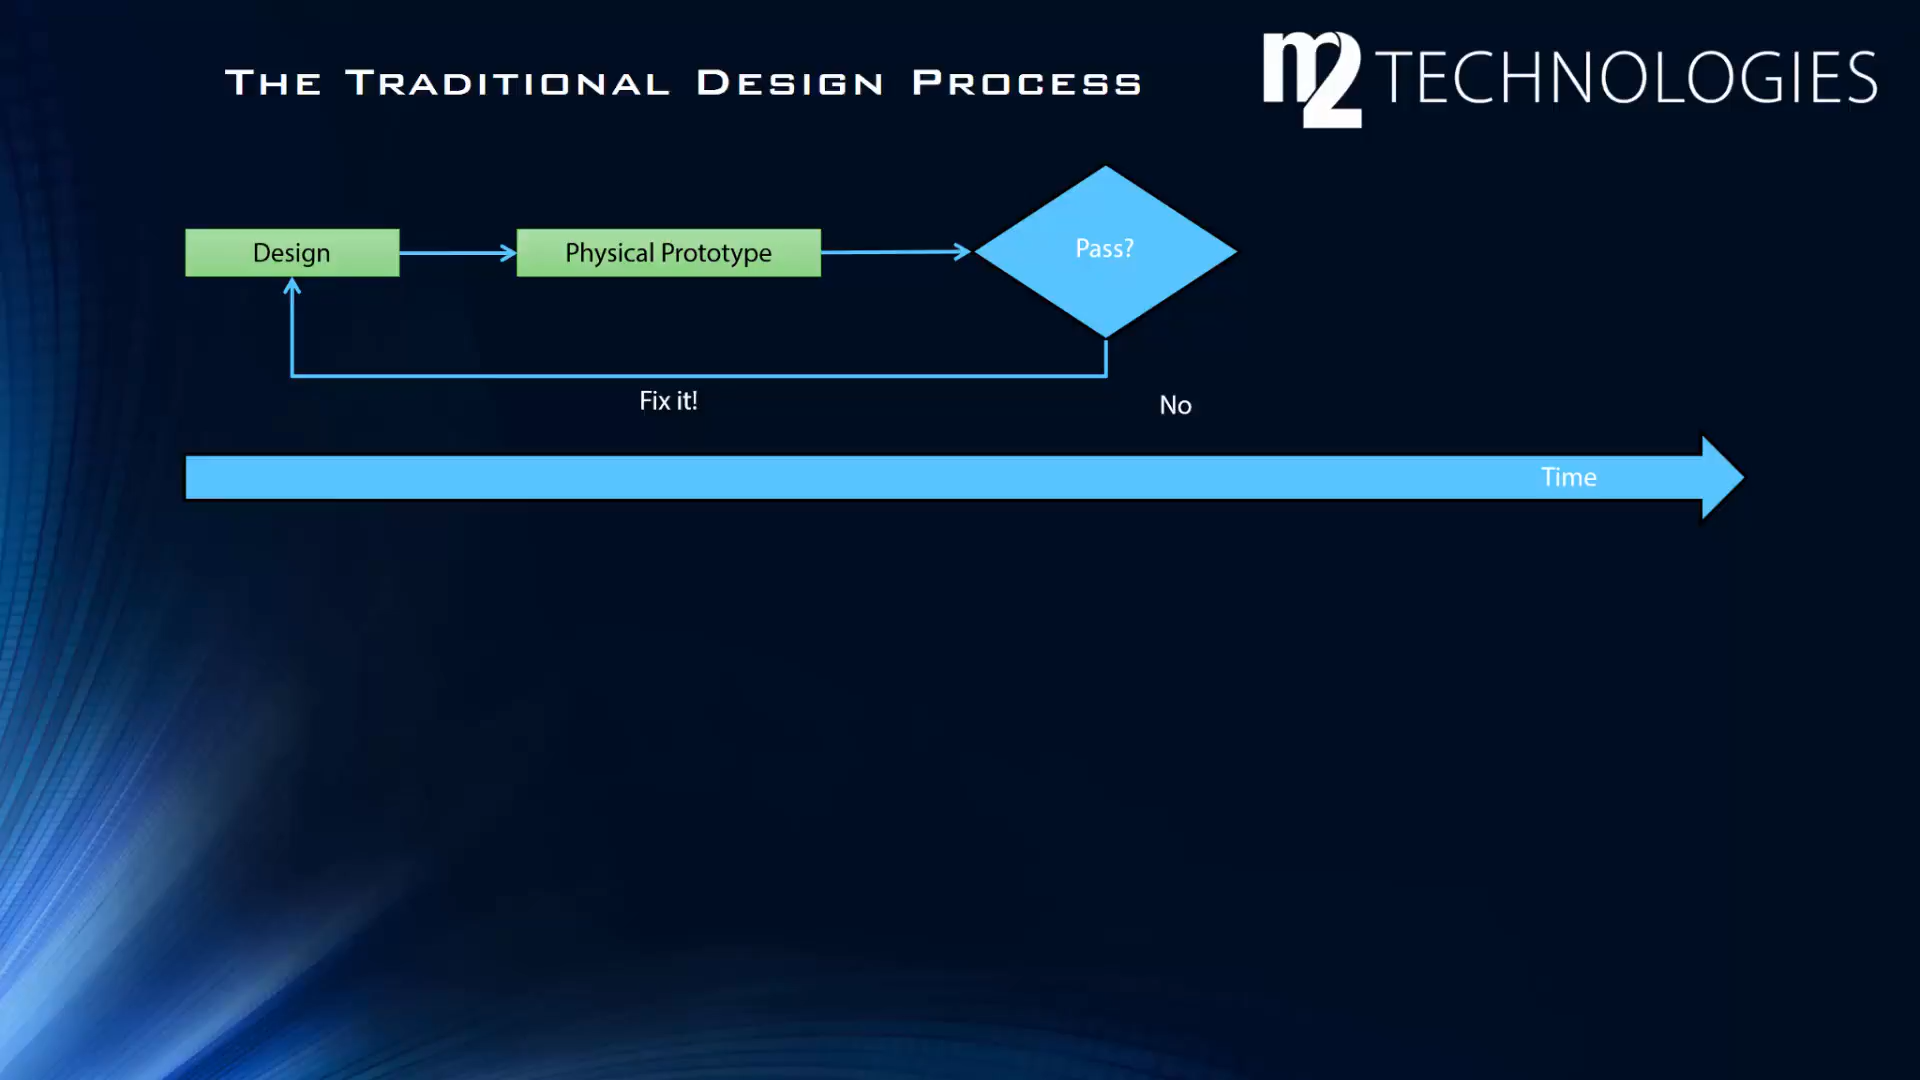 The Traditional Design Process
m2 TECHNOLOGIES
Design
Physical Prototype
Pass?
Fix it!
No
Time